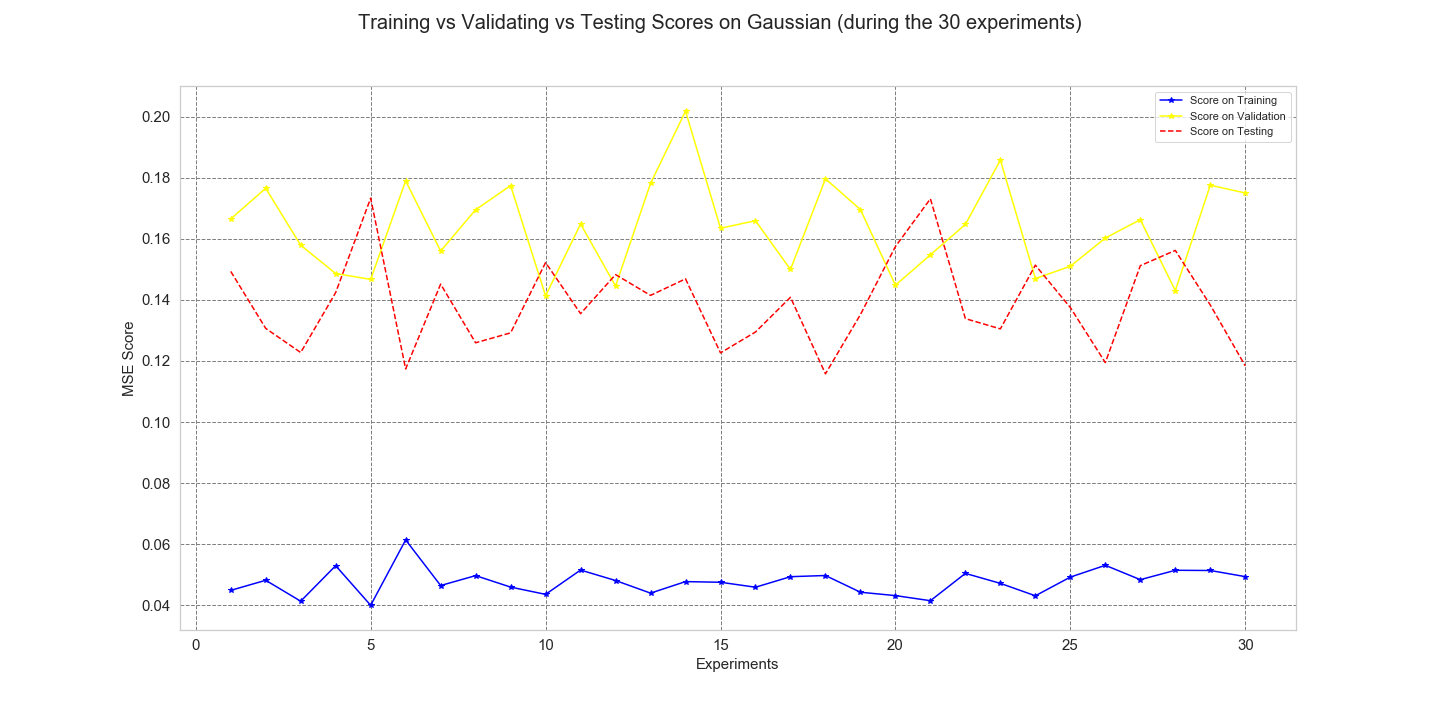 Training vs Validating vs Testing Scores on Gaussian (during the 30 experiments)
Score on Training
Score on Validation
Score on Testing
MSE Score
0.20
0.18
0.16
0.14
0.12
0.10
0.08
0.06
0.04
0 5 10 15 20 25 30
Experiments